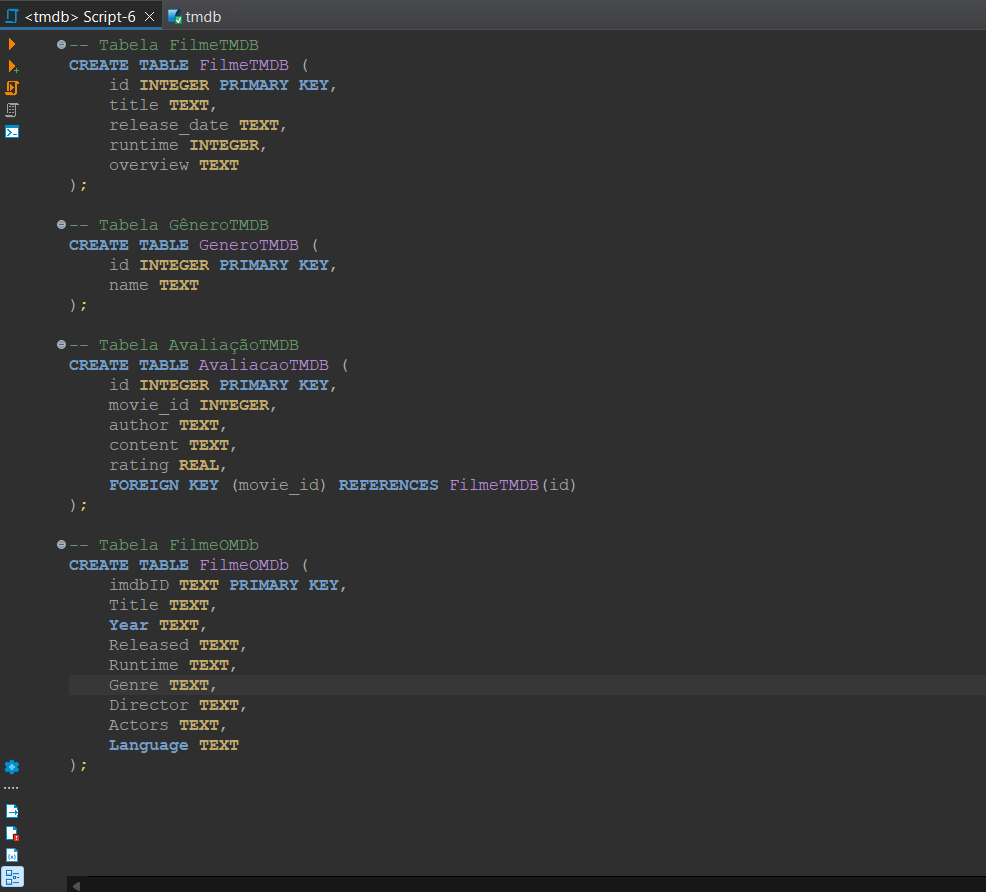 <tmdb> Script-6
tmdb
-- Tabela FilmeTMDB
CREATE TABLE FilmeTMDB (
    id INTEGER PRIMARY KEY,
    title TEXT,
    release_date TEXT,
    runtime INTEGER,
    overview TEXT
);

-- Tabela GêneroTMDB
CREATE TABLE GeneroTMDB (
    id INTEGER PRIMARY KEY,
    name TEXT
);

-- Tabela AvaliaçãoTMDB
CREATE TABLE AvaliacaoTMDB (
    id INTEGER PRIMARY KEY,
    movie_id INTEGER,
    author TEXT,
    content TEXT,
    rating REAL,
    FOREIGN KEY (movie_id) REFERENCES FilmeTMDB(id)
);

-- Tabela FilmeOMDb
CREATE TABLE FilmeOMDb (
    imdbID TEXT PRIMARY KEY,
    Title TEXT,
    Year TEXT,
    Released TEXT,
    Runtime TEXT,
    Genre TEXT,
    Director TEXT,
    Actors TEXT,
    Language TEXT
);